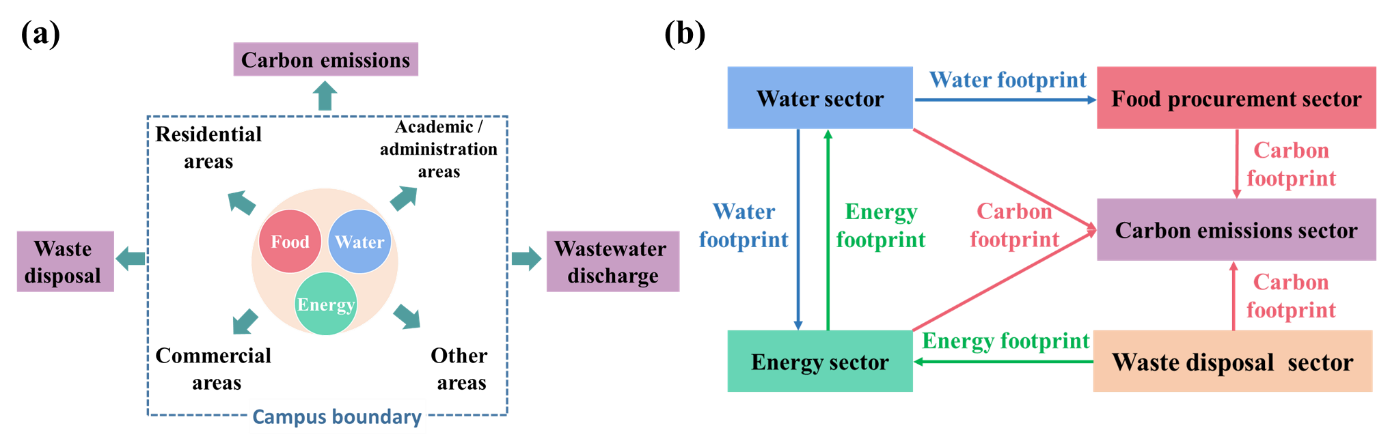 (a)
Carbon emissions
Residential
areas
Academic /
administration
areas
Food
Water
Energy
Waste
disposal
Wastewater
discharge
Commercial
areas
Other
areas
Campus boundary
(b)
Water sector
Water footprint
Food procurement sector
Carbon
footprint
Water
footprint
Energy
footprint
Carbon
footprint
Carbon emissions sector
Carbon
footprint
Energy sector
Energy footprint
Waste disposal sector